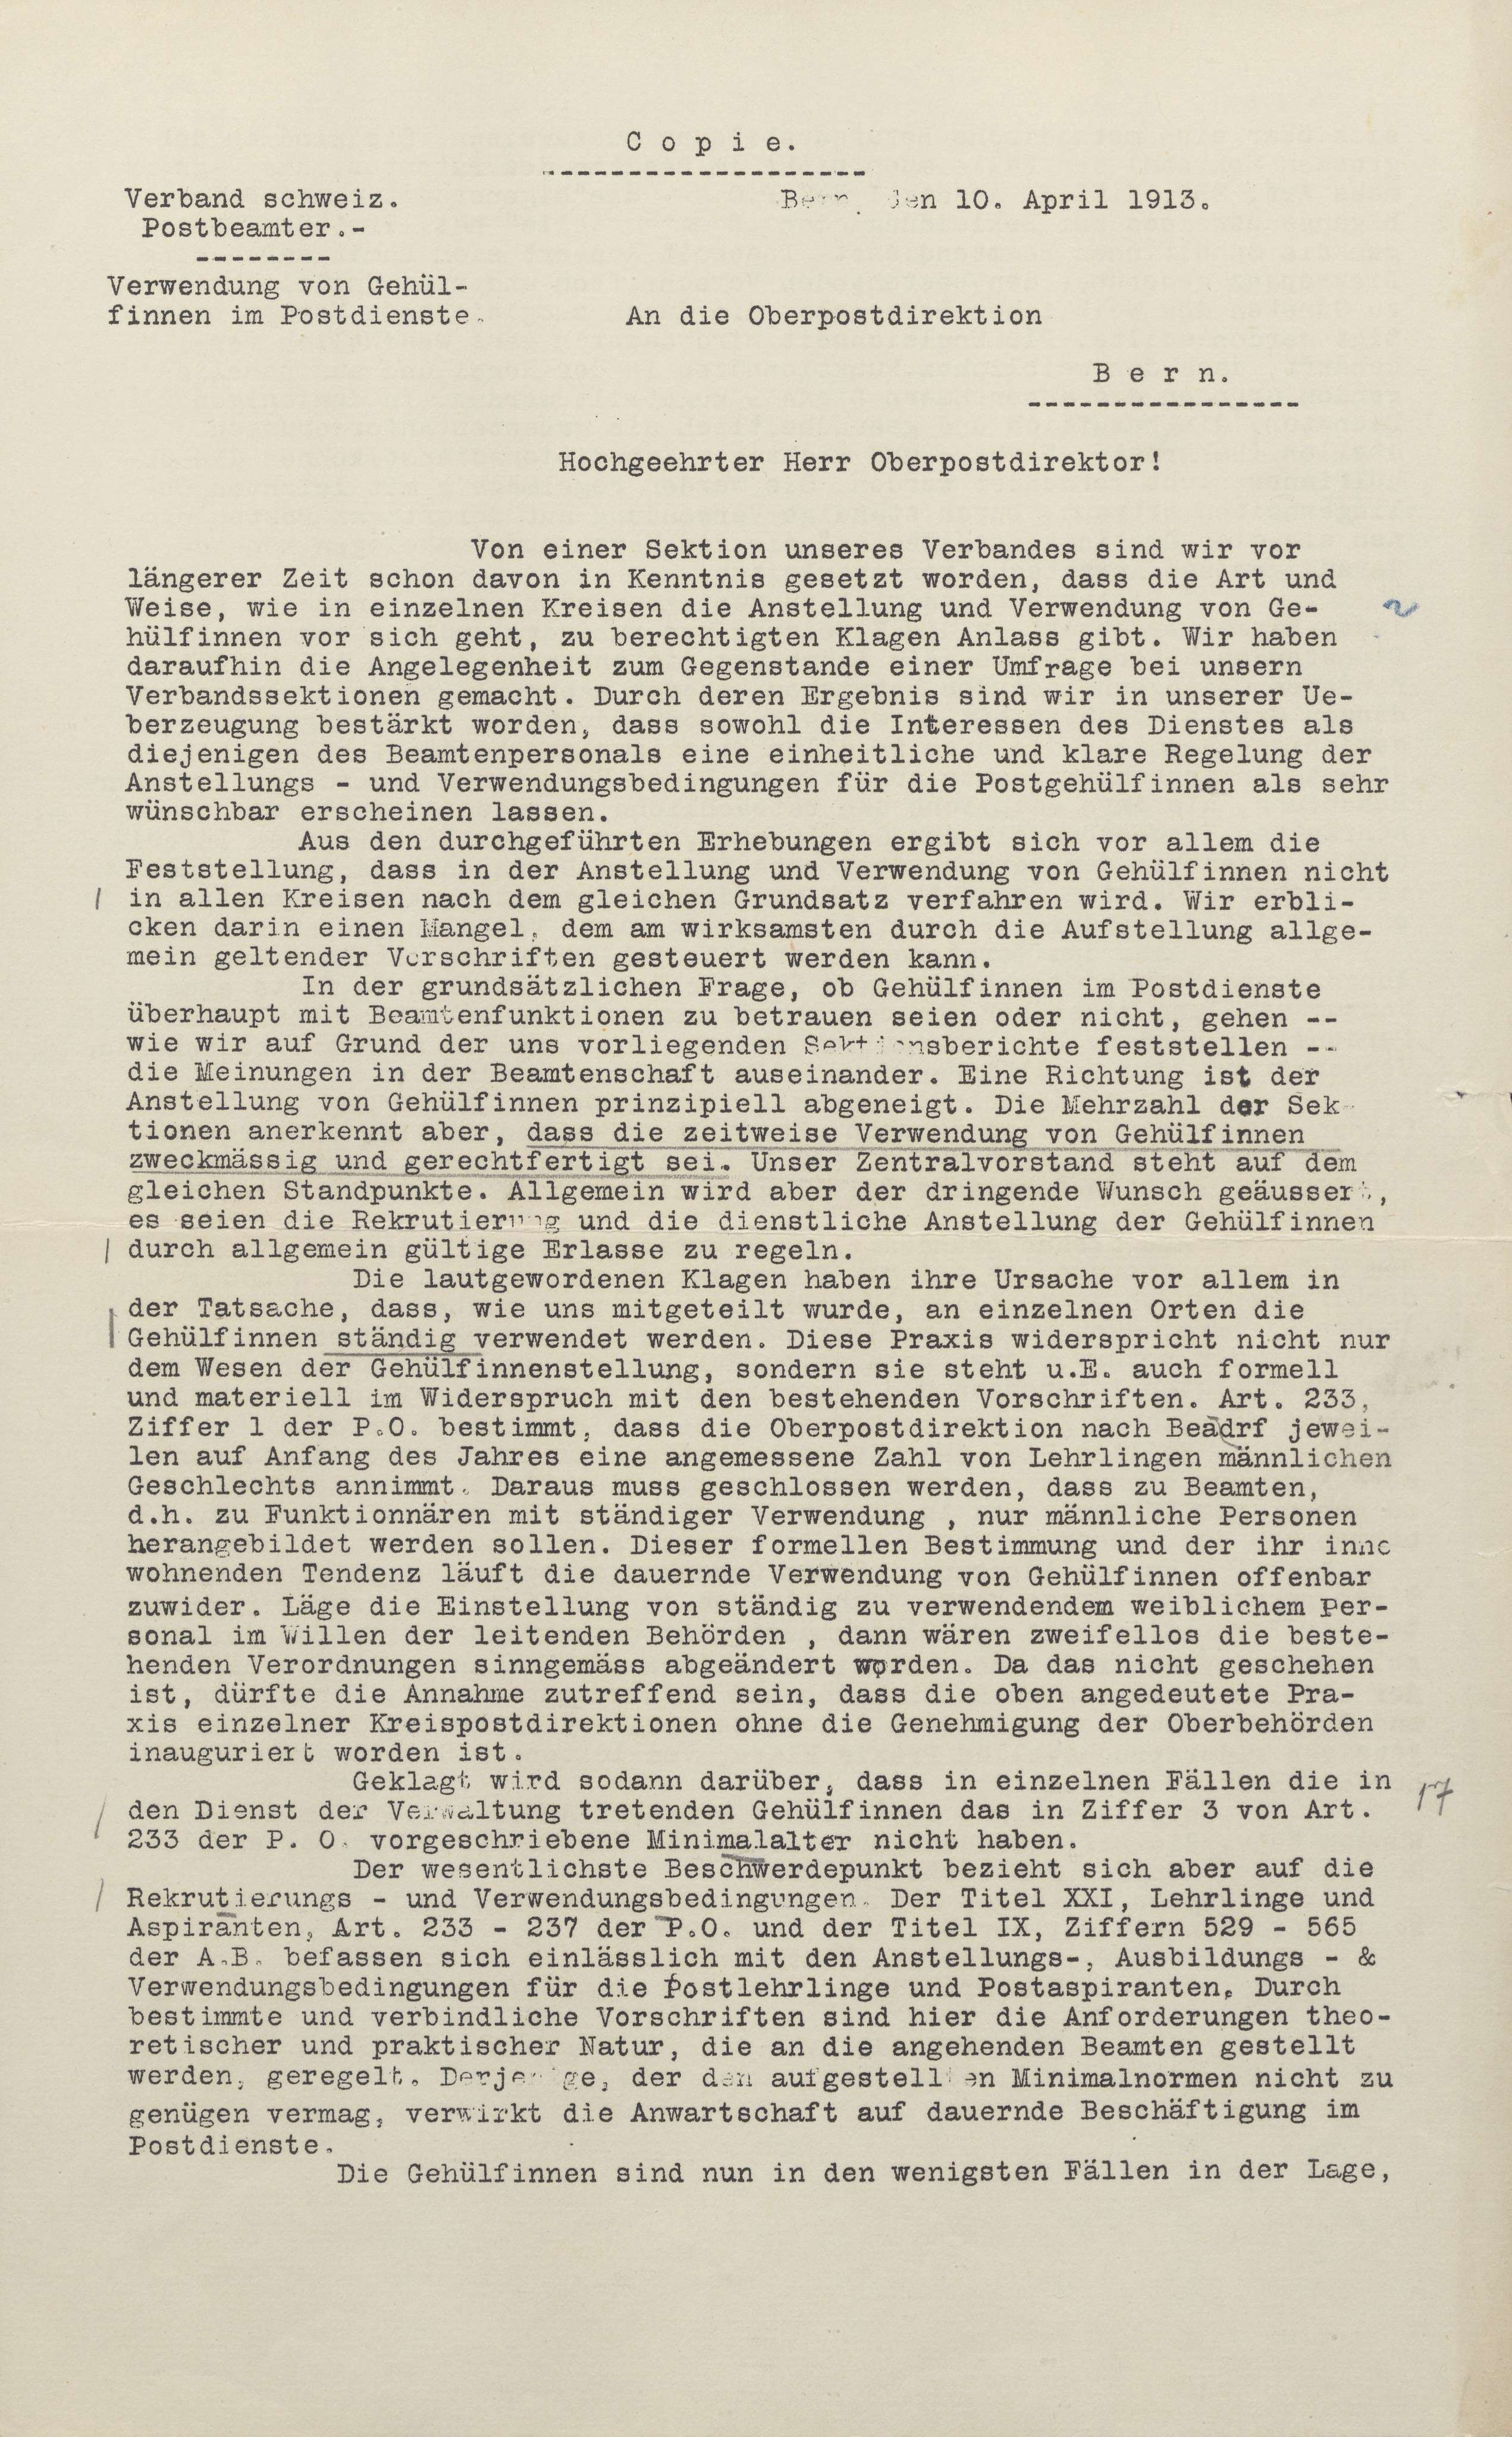 C o p i e.
Verband schweiz.
Postbeamter.-
Bern, den 10. April 1913.
Verwendung von Gehül-
finnen im Postdienste.
An die Oberpostdirektion
B e r n.
Hochgeehrter Herr Oberpostdirektor!
Von einer Sektion unseres Verbandes sind wir vor
längerer Zeit schon davon in Kenntnis gesetzt worden, dass die Art und
Weise, wie in einzelnen Kreisen die Anstellung und Verwendung von Ge-
hülfinnen vor sich geht, zu berechtigten Klagen Anlass gibt. Wir haben
daraufhin die Angelegenheit zum Gegenstande einer Umfrage bei unsern
Verbandssektionen gemacht. Durch deren Ergebnis sind wir in unserer Ue-
berzeugung bestärkt worden, dass sowohl die Interessen des Dienstes als
diejenigen des Beamtenpersonals eine einheitliche und klare Regelung der
Anstellungs - und Verwendungsbedingungen für die Postgehülfinnen als sehr
wünschbar erscheinen lassen.
Aus den durchgeführten Erhebungen ergibt sich vor allem die
Feststellung, dass in der Anstellung und Verwendung von Gehülfinnen nicht
in allen Kreisen nach dem gleichen Grundsatz verfahren wird. Wir erbli-
cken darin einen Mangel, dem am wirksamsten durch die Aufstellung allge-
mein geltender Vorschriften gesteuert werden kann.
In der grundsätzlichen Frage, ob Gehülfinnen im Postdienste
überhaupt mit Beamtenfunktionen zu betrauen seien oder nicht, gehen --
wie wir auf Grund der uns vorliegenden Sektionsberichte feststellen --
die Meinungen in der Beamtenschaft auseinander. Eine Richtung ist der
Anstellung von Gehülfinnen prinzipiell abgeneigt. Die Mehrzahl der Sek-
tionen anerkennt aber, dass die zeitweise Verwendung von Gehülfinnen
zweckmässig und gerechtfertigt sei. Unser Zentralvorstand steht auf dem
gleichen Standpunkte. Allgemein wird aber der dringende Wunsch geäussert,
es seien die Rekrutierung und die dienstliche Anstellung der Gehülfinnen
durch allgemein gültige Erlasse zu regeln.
Die lautgewordenen Klagen haben ihre Ursache vor allem in
der Tatsache, dass, wie uns mitgeteilt wurde, an einzelnen Orten die
Gehülfinnen ständig verwendet werden. Diese Praxis widerspricht nicht nur
dem Wesen der Gehülfinnenstellung, sondern sie steht u.E. auch formell
und materiell im Widerspruch mit den bestehenden Vorschriften. Art. 233,
Ziffer 1 der P.O. bestimmt, dass die Oberpostdirektion nach Beadrf jewei-
len auf Anfang des Jahres eine angemessene Zahl von Lehrlingen männlichen
Geschlechts annimmt. Daraus muss geschlossen werden, dass zu Beamten,
d.h. zu Funktionnären mit ständiger Verwendung , nur männliche Personen
herangebildet werden sollen. Dieser formellen Bestimmung und der ihr inne
wohnenden Tendenz läuft die dauernde Verwendung von Gehülfinnen offenbar
zuwider. Läge die Einstellung von ständig zu verwendendem weiblichem Per-
sonal im Willen der leitenden Behörden , dann wären zweifellos die beste-
henden Verordnungen sinngemäss abgeändert worden. Da das nicht geschehen
ist, dürfte die Annahme zutreffend sein, dass die oben angedeutete Pra-
xis einzelner Kreispostdirektionen ohne die Genehmigung der Oberbehörden
inauguriert worden ist.
Geklagt wird sodann darüber, dass in einzelnen Fällen die in
den Dienst der Verwaltung tretenden Gehülfinnen das in Ziffer 3 von Art. 17
233 der P. O. vorgeschriebene Minimalalter nicht haben.
Der wesentlichste Beschwerdepunkt bezieht sich aber auf die
Rekrutierungs - und Verwendungsbedingungen. Der Titel XXI, Lehrlinge und
Aspiranten, Art. 233 - 237 der P.O. und der Titel IX, Ziffern 529 - 565
der A.B. befassen sich einlässlich mit den Anstellungs-, Ausbildungs - &
Verwendungsbedingungen für die Postlehrlinge und Postaspiranten. Durch
bestimmte und verbindliche Vorschriften sind hier die Anforderungen theo-
retischer und praktischer Natur, die an die angehenden Beamten gestellt
werden, geregelt. Derjenige, der den aufgestellten Minimalnormen nicht zu
genügen vermag, verwirkt die Anwartschaft auf dauernde Beschäftigung im
Postdienste.
Die Gehülfinnen sind nun in den wenigsten Fällen in der Lage,